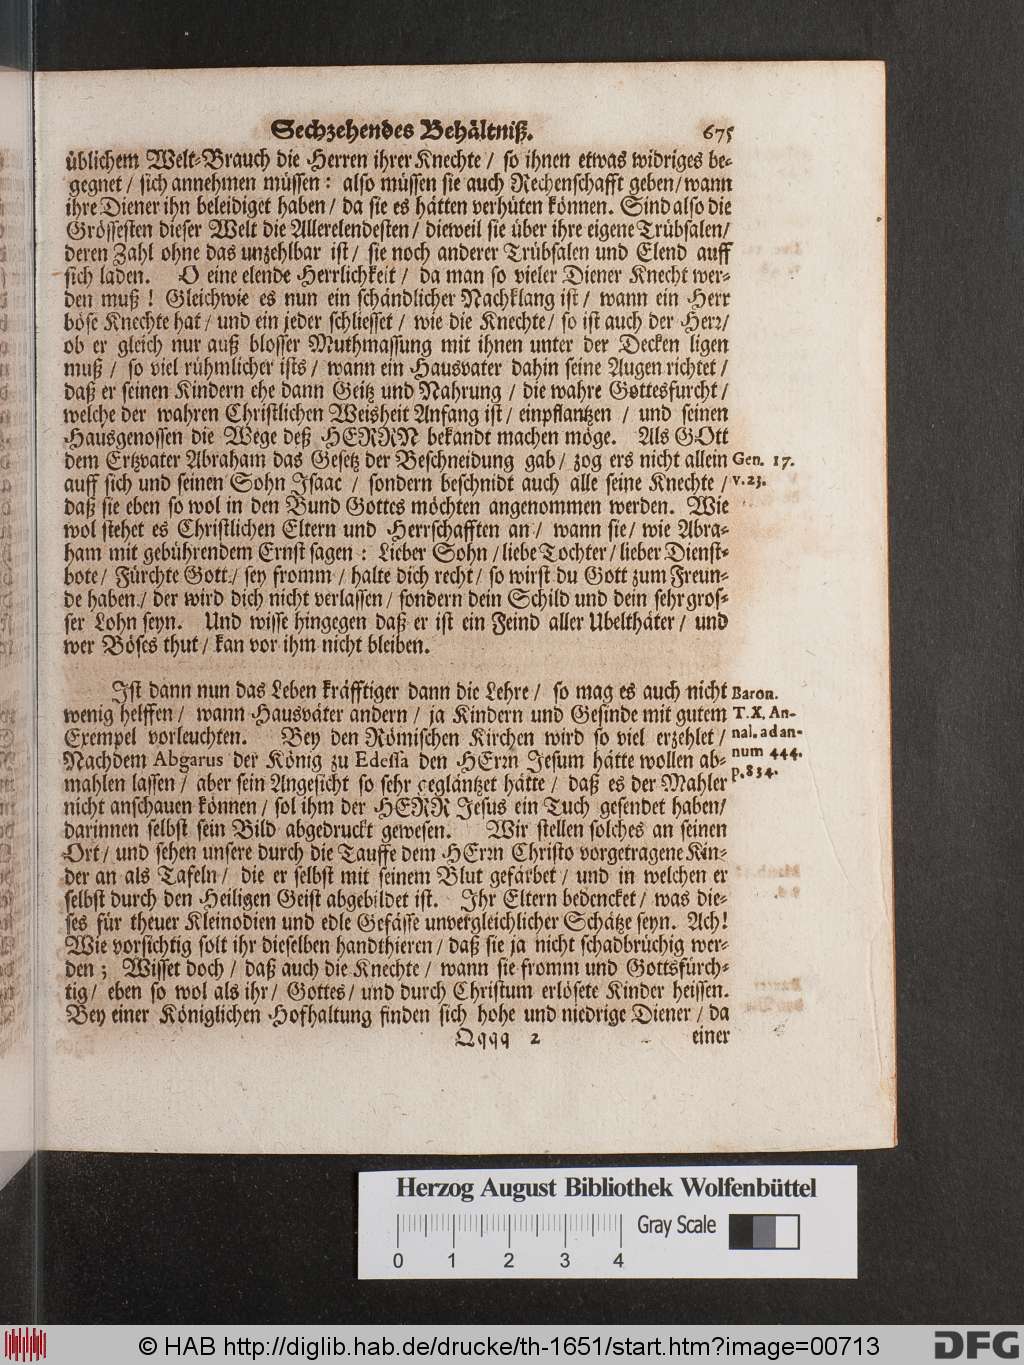 Sechzehendes Behältniß. 675
üblichem Welt-Brauch die Herren ihrer Knechte / so ihnen etwas widriges be-
gegnet / sich annehmen müssen: also müssen sie auch Rechenschafft geben / wann
ihre Diener ihn beleidiget haben / da sie es hätten verhüten können. Sind also die
Grössesten dieser Welt die Allerelendesten / dieweil sie über ihre eigene Trübsalen /
deren Zahl ohne das unzehlbar ist / sie noch anderer Trübsalen und Elend auff
sich laden. O eine elende Herrlichkeit / da man so vieler Diener Knecht wer-
den muß! Gleichwie es nun ein schändlicher Nachklang ist / wann ein Herr
böse Knechte hat / und ein jeder schliesset / wie die Knechte / so ist auch der Herr /
ob er gleich nur auß blosser Muthmassung mit ihnen unter der Decken ligen
muß / so viel rühmlicher ists / wann ein Hausvater dahin seine Augen richtet /
daß er seinen Kindern ehe dann Geitz und Nahrung / die wahre Gottesfurcht /
welche der wahren Christlichen Weisheit Anfang ist / einpflantzen / und seinen
Hausgenossen die Wege deß HERRN bekandt machen möge. Als GOtt
dem Ertzvater Abraham das Gesetz der Beschneidung gab / zog ers nicht allein Gen. 17.
auff sich und seinen Sohn Isaac / sondern beschnidt auch alle seine Knechte / v. 23.
daß sie eben so wol in den Bund Gottes möchten angenommen werden. Wie
wol stehet es Christlichen Eltern und Herrschafften an / wann sie / wie Abra-
ham mit gebührendem Ernst sagen: Lieber Sohn / liebe Tochter / lieber Dienst-
bote / Fürchte Gott / sey fromm / halte dich recht / so wirst du Gott zum Freun-
de haben / der wird dich nicht verlassen / sondern dein Schild und dein sehr gros-
ser Lohn seyn. Und wisse hingegen daß er ist ein Feind aller Ubelthäter / und
wer Böses thut / kan vor ihm nicht bleiben.
Ist dann nun das Leben kräfftiger dann die Lehre / so mag es auch nicht Baron.
wenig helffen / wann Hausväter andern / ja Kindern und Gesinde mit gutem T. X. An-
Exempel vorleuchten. Bey den Römischen Kirchen wird so viel erzehlet / nal. ad an-
Nachdem Abgarus der König zu Edessa den HErrn Jesum hätte wollen ab- num 444.
mahlen lassen / aber sein Angesicht so sehr geglántzet hätte / daß es der Mahler p. 834.
nicht anschauen können / sol ihm der HERR Jesus ein Tuch gesendet haben /
darinnen selbst sein Bild abgedruckt gewesen. Wir stellen solches an seinen
Ort / und sehen unsere durch die Tauffe dem HErrn Christo vorgetragene Kin-
der an als Tafeln / die er selbst mit seinem Blut gefärbet / und in welchen er
selbst durch den Heiligen Geist abgebildet ist. Ihr Eltern bedencket / was die-
ses für theuer Kleinodien und edle Gefässe unvergleichlicher Schätze seyn. Ach!
Wie vorsichtig solt ihr dieselben handthieren / daß sie ja nicht schadbrüchig wer-
den; Wisset doch / daß auch die Knechte / wann sie fromm und Gottsfürch-
tig / eben so wol als ihr / Gottes / und durch Christum erlösete Kinder heissen.
Bey einer Königlichen Hofhaltung finden sich hohe und niedrige Diener / da
Qqqq 2 einer
Herzog August Bibliothek Wolfenbüttel
Gray Scale
0 1 2 3 4
© HAB http://diglib.hab.de/drucke/th-1651/start.htm?image=00713
DFG